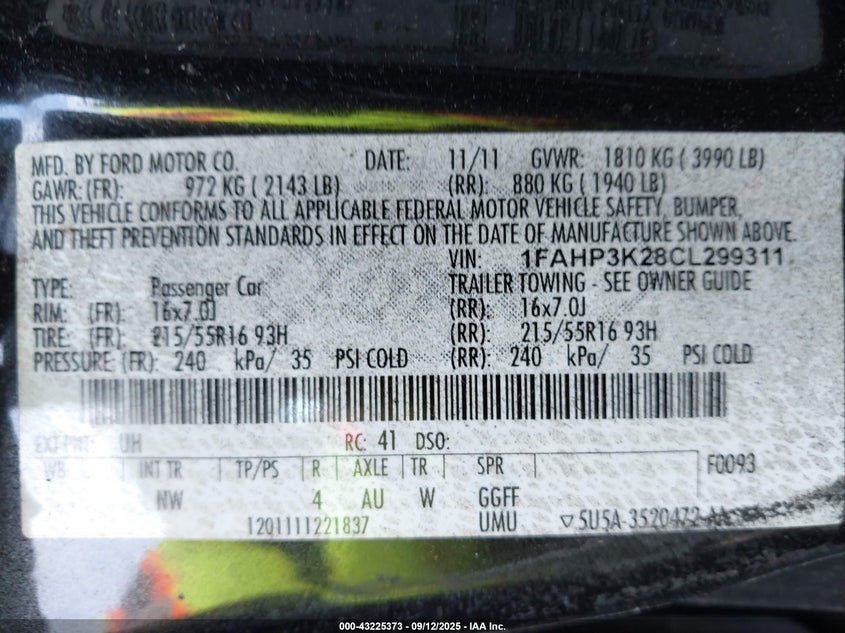 MFD. BY FORD MOTOR CO. DATE: 11/11 GVWR: 1810 KG ( 3990 LB)
GAWR: (FR): 972 KG ( 2143 LB) (RR): 880 KG ( 1940 LB)
THIS VEHICLE CONFORMS TO ALL APPLICABLE FEDERAL MOTOR VEHICLE SAFETY, BUMPER,
AND THEFT PREVENTION STANDARDS IN EFFECT ON THE DATE OF MANUFACTURE SHOWN ABOVE.
VIN: 1FAHP3K28CL299311
TYPE: Passenger Car TRAILER TOWING - SEE OWNER GUIDE
RIM: (FR): 16x7.0J (RR): 16x7.0J
TIRE: (FR): 215/55R16 93H (RR): 215/55R16 93H
PRESSURE: (FR): 240 kPa/ 35 PSI COLD (RR): 240 kPa/ 35 PSI COLD
EXT PNT: UH RC: 41 DSO:
WB INT TR TP/PS R AXLE TR SPR F0093
NW 4 AU W GGFF
1201111221837 UMU ▽5U5A-3520472-AA
000-43225373 - 09/12/2025 - IAA Inc.